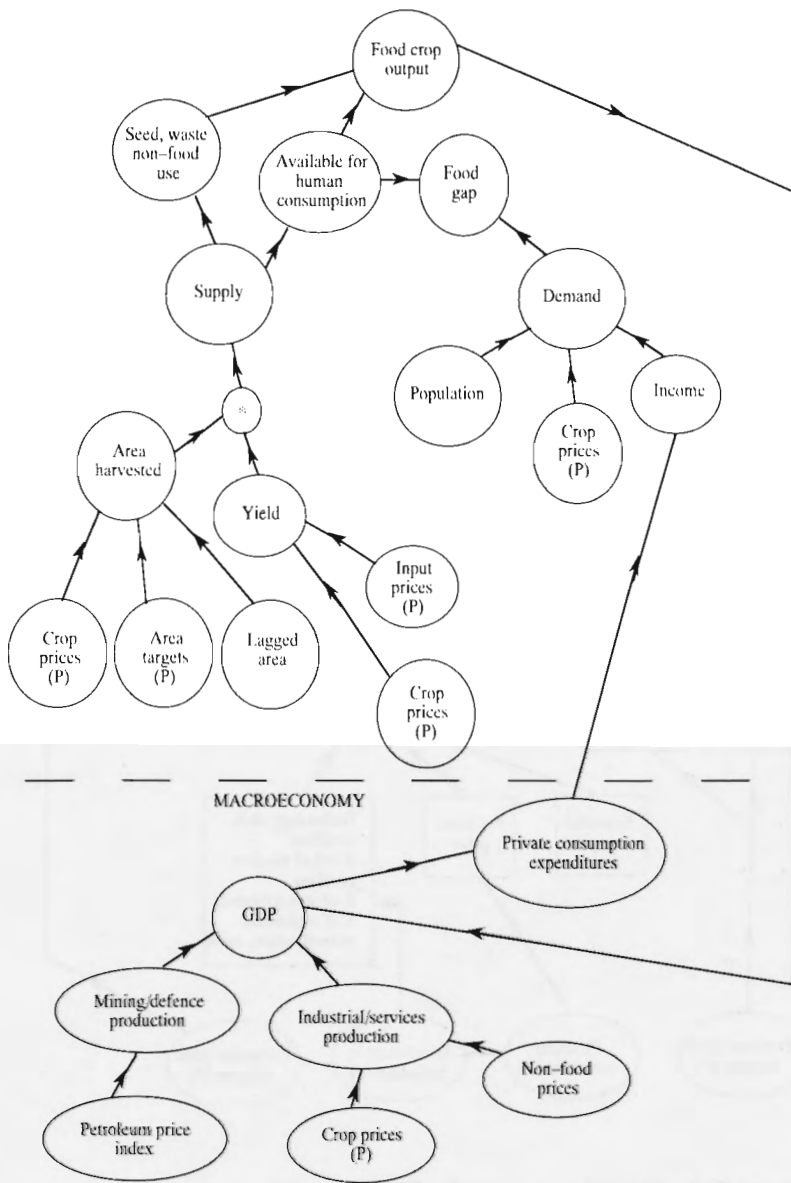 Food crop
output
Seed, waste
non-food
use
Available for
human
consumption
Food
gap
Supply
Demand
Population
Income
Crop
prices
(P)
*
Area
harvested
Yield
Input
prices
(P)
Crop
prices
(P)
Area
targets
(P)
Lagged
area
Crop
prices
(P)
MACROECONOMY
Private consumption
expenditures
GDP
Mining/defence
production
Industrial/services
production
Non-food
prices
Petroleum price
index
Crop prices
(P)